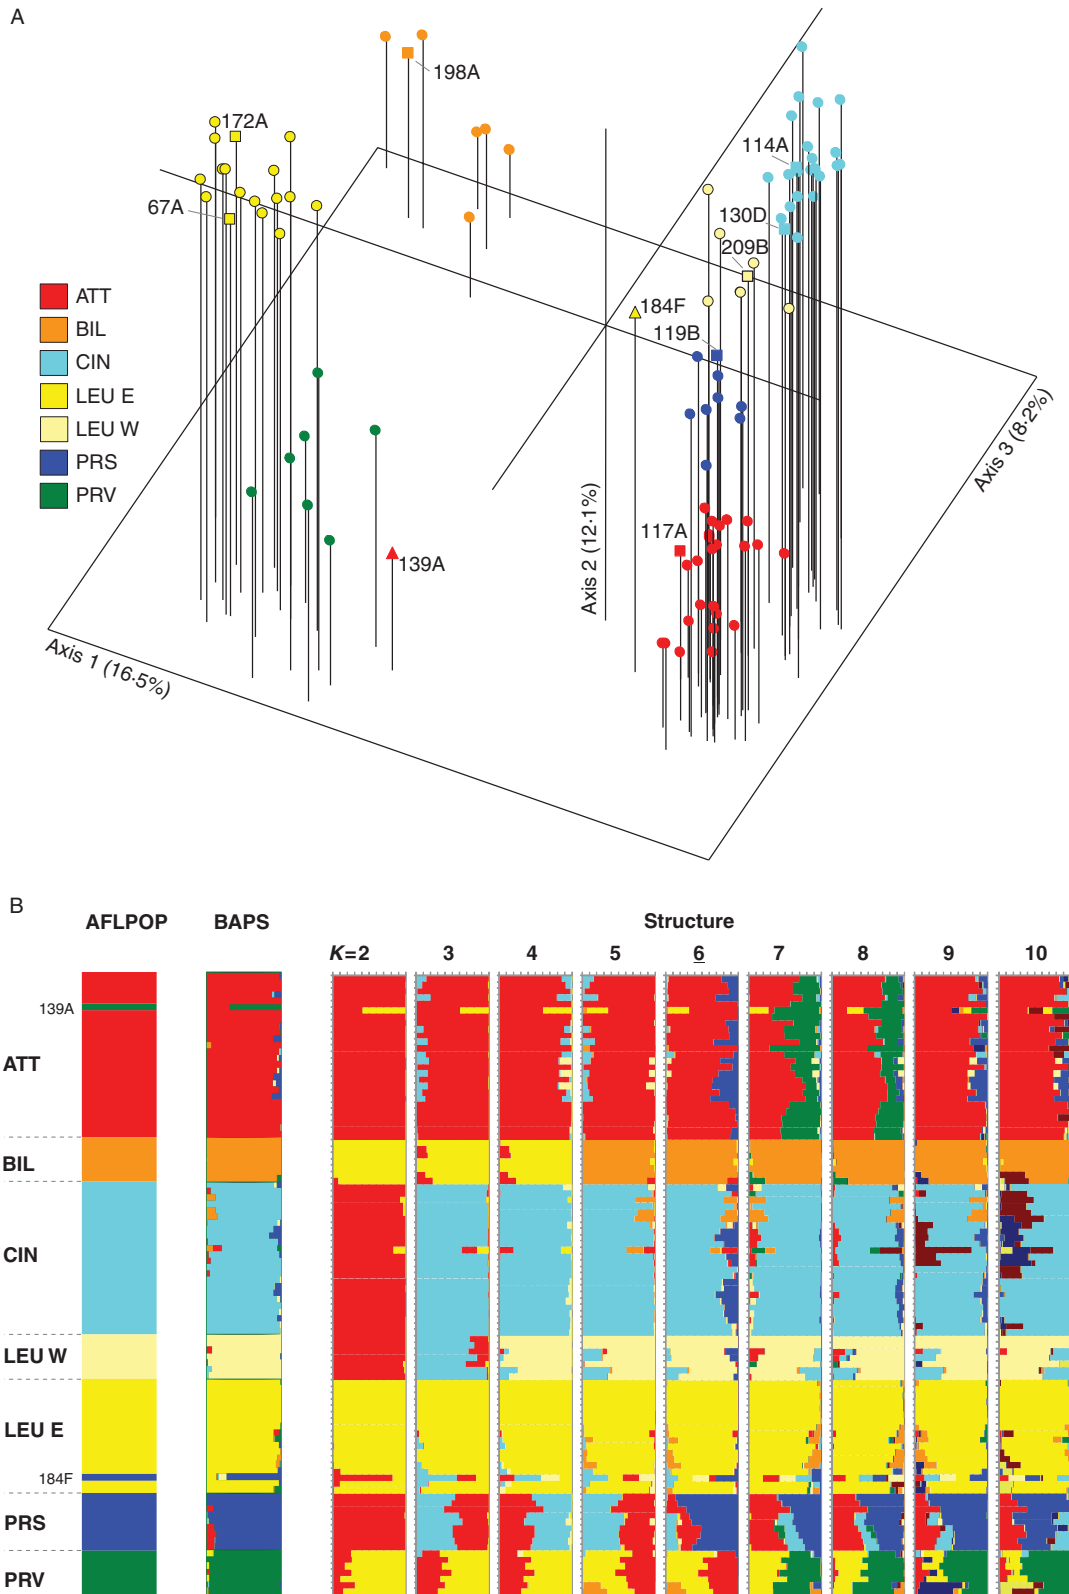 A
198A
172A
114A
67A
130D
209B
184F
119B
ATT
BIL
CIN
LEU E
LEU W
PRS
PRV
117A
139A
Axis 1 (16·5%)
Axis 2 (12·1%)
Axis 3 (8·2%)
B
AFLPOP BAPS Structure
K=2 3 4 5 6 7 8 9 10
139A
ATT
BIL
CIN
LEU W
LEU E
184F
PRS
PRV